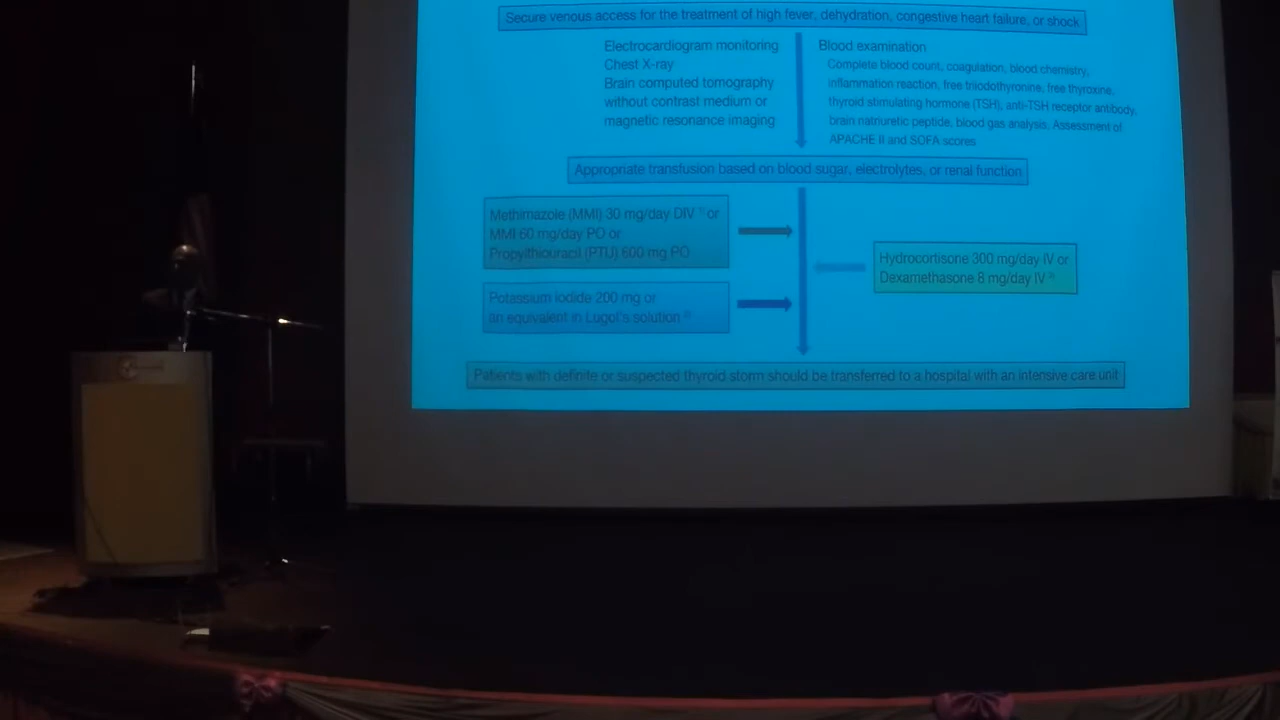 Secure venous access for the treatment of high fever, dehydration, congestive heart failure, or shock
Electrocardiogram monitoring
Chest X-ray
Brain computed tomography
without contrast medium or
magnetic resonance imaging
Blood examination
Complete blood count, coagulation, blood chemistry,
inflammation reaction, free triiodothyronine, free thyroxine,
thyroid stimulating hormone (TSH), anti-TSH receptor antibody,
brain natriuretic peptide, blood gas analysis, Assessment of
APACHE II and SOFA scores
Appropriate transfusion based on blood sugar, electrolytes, or renal function
Methimazole (MMI) 30 mg/day DIV or
MMI 60 mg/day PO or
Propylthiouracil (PTU) 600 mg PO
Hydrocortisone 300 mg/day IV or
Dexamethasone 8 mg/day IV
Potassium iodide 200 mg or
an equivalent in Lugol's solution
Patients with definite or suspected thyroid storm should be transferred to a hospital with an intensive care unit